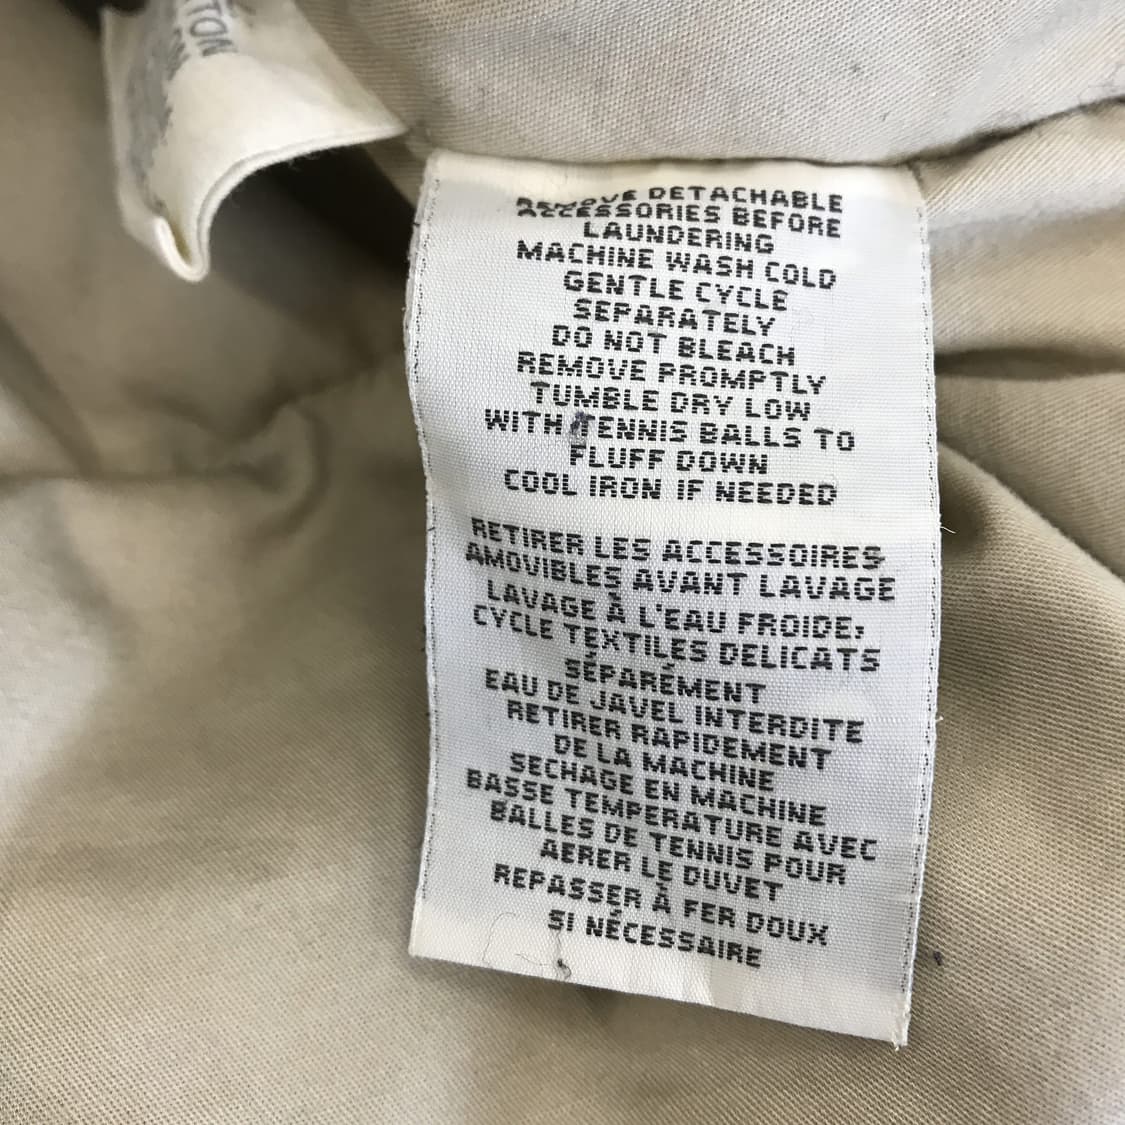 TON
REMOVE DETACHABLE
ACCESSORIES BEFORE
LAUNDERING
MACHINE WASH COLD
GENTLE CYCLE
SEPARATELY
DO NOT BLEACH
REMOVE PROMPTLY
TUMBLE DRY LOW
WITH TENNIS BALLS TO
FLUFF DOWN
COOL IRON IF NEEDED
RETIRER LES ACCESSOIRES
AMOVIBLES AVANT LAVAGE
LAVAGE À L'EAU FROIDE,
CYCLE TEXTILES DELICATS
SÉPARÉMENT
EAU DE JAVEL INTERDITE
RETIRER RAPIDEMENT
DE LA MACHINE
SECHAGE EN MACHINE
BASSE TEMPERATURE AVEC
BALLES DE TENNIS POUR
AERER LE DUVET
REPASSER À FER DOUX
SI NÉCESSAIRE